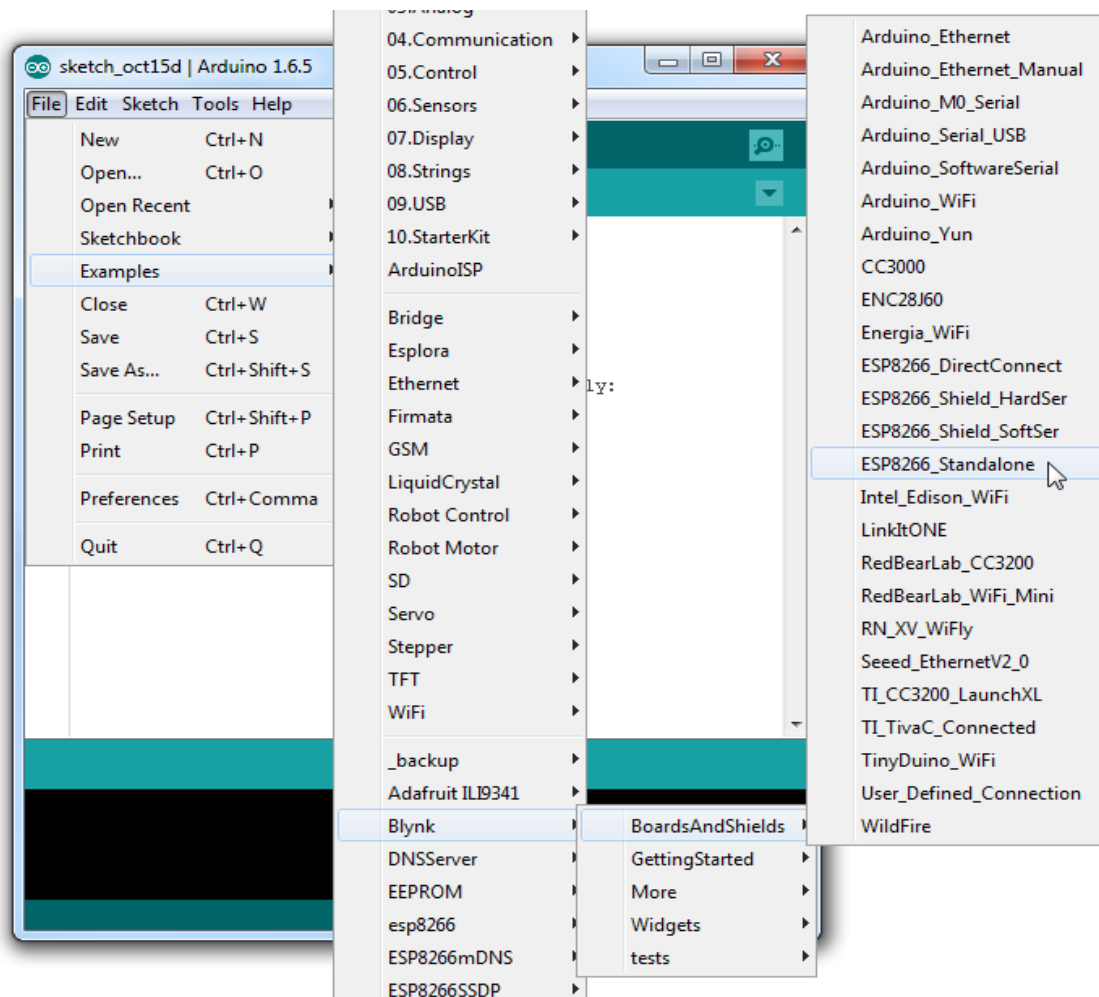 sketch_oct15d | Arduino 1.6.5
File Edit Sketch Tools Help
New Ctrl+N
Open... Ctrl+O
Open Recent
Sketchbook
Examples
Close Ctrl+W
Save Ctrl+S
Save As... Ctrl+Shift+S
Page Setup Ctrl+Shift+P
Print Ctrl+P
Preferences Ctrl+Comma
Quit Ctrl+Q
03.Analog
04.Communication
05.Control
06.Sensors
07.Display
08.Strings
09.USB
10.StarterKit
ArduinoISP
Bridge
Esplora
Ethernet
Firmata
GSM
LiquidCrystal
Robot Control
Robot Motor
SD
Servo
Stepper
TFT
WiFi
_backup
Adafruit ILI9341
Blynk
DNSServer
EEPROM
esp8266
ESP8266mDNS
ESP8266SSDP
ly:
BoardsAndShields
GettingStarted
More
Widgets
tests
Arduino_Ethernet
Arduino_Ethernet_Manual
Arduino_M0_Serial
Arduino_Serial_USB
Arduino_SoftwareSerial
Arduino_WiFi
Arduino_Yun
CC3000
ENC28J60
Energia_WiFi
ESP8266_DirectConnect
ESP8266_Shield_HardSer
ESP8266_Shield_SoftSer
ESP8266_Standalone
Intel_Edison_WiFi
LinkItONE
RedBearLab_CC3200
RedBearLab_WiFi_Mini
RN_XV_WiFly
Seeed_EthernetV2_0
TI_CC3200_LaunchXL
TI_TivaC_Connected
TinyDuino_WiFi
User_Defined_Connection
WildFire